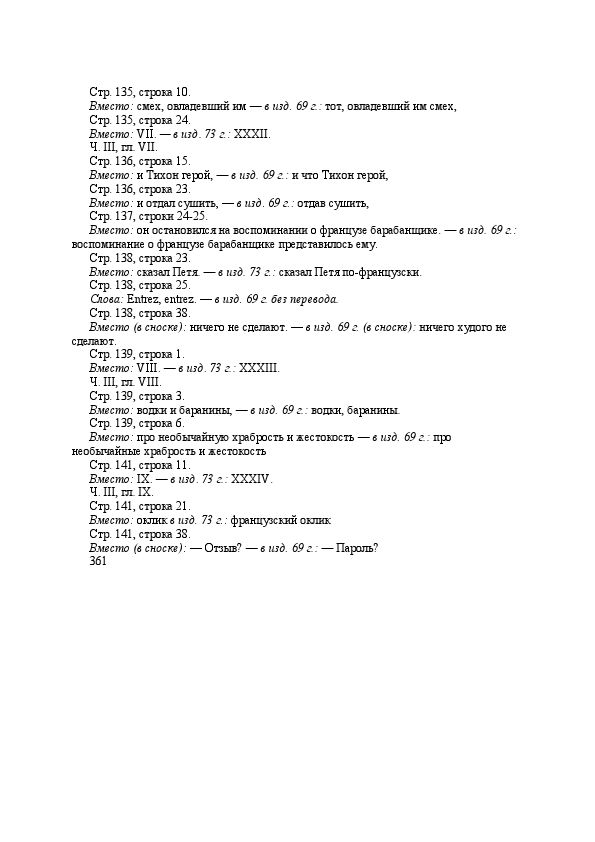 Стр. 135, строка 10.
Вместо: смех, овладевший им — в изд. 69 г.: тот, овладевший им смех,
Стр. 135, строка 24.
Вместо: VII. — в изд. 73 г.: XXXII.
Ч. III, гл. VII.
Стр. 136, строка 15.
Вместо: и Тихон герой, — в изд. 69 г.: и что Тихон герой,
Стр. 136, строка 23.
Вместо: и отдал сушить, — в изд. 69 г.: отдав сушить,
Стр. 137, строки 24-25.
Вместо: он остановился на воспоминании о французе барабанщике. — в изд. 69 г.:
воспоминание о французе барабанщике представилось ему.
Стр. 138, строка 23.
Вместо: сказал Петя. — в изд. 73 г.: сказал Петя по-французски.
Стр. 138, строка 25.
Слова: Entrez, entrez. — в изд. 69 г. без перевода.
Стр. 138, строка 38.
Вместо (в сноске): ничего не сделают. — в изд. 69 г. (в сноске): ничего худого не
сделают.
Стр. 139, строка 1.
Вместо: VIII. — в изд. 73 г.: XXXIII.
Ч. III, гл. VIII.
Стр. 139, строка 3.
Вместо: водки и баранины, — в изд. 69 г.: водки, баранины.
Стр. 139, строка 6.
Вместо: про необычайную храбрость и жестокость — в изд. 69 г.: про
необычайные храбрость и жестокость
Стр. 141, строка 11.
Вместо: IX. — в изд. 73 г.: XXXIV.
Ч. III, гл. IX.
Стр. 141, строка 21.
Вместо: оклик в изд. 73 г.: французский оклик
Стр. 141, строка 38.
Вместо (в сноске): — Отзыв? — в изд. 69 г.: — Пароль?
361